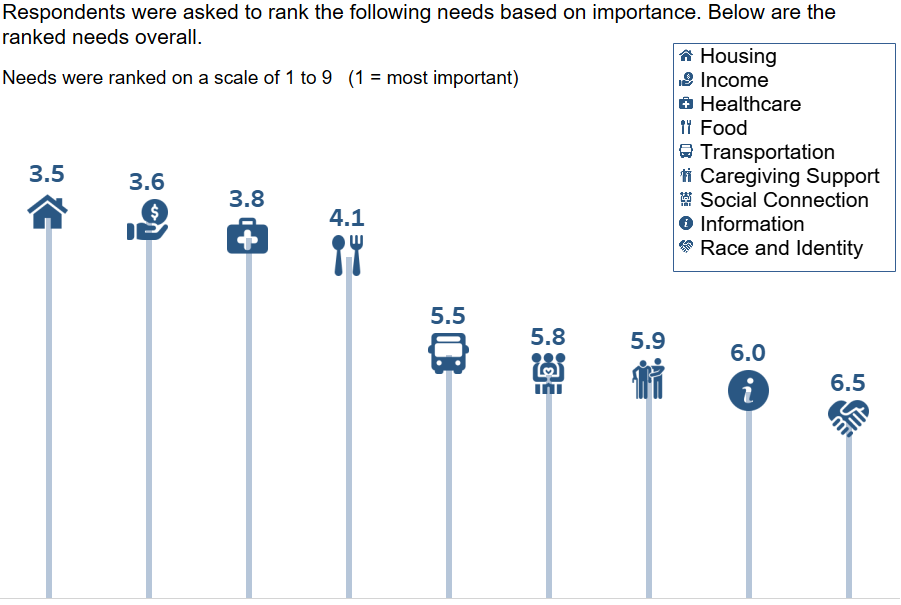 Respondents were asked to rank the following needs based on importance. Below are the
ranked needs overall.
Needs were ranked on a scale of 1 to 9 (1 = most important)
Housing
Income
Healthcare
Food
Transportation
Caregiving Support
Social Connection
Information
Race and Identity
3.5
3.6
3.8
4.1
5.5
5.8
5.9
6.0
6.5